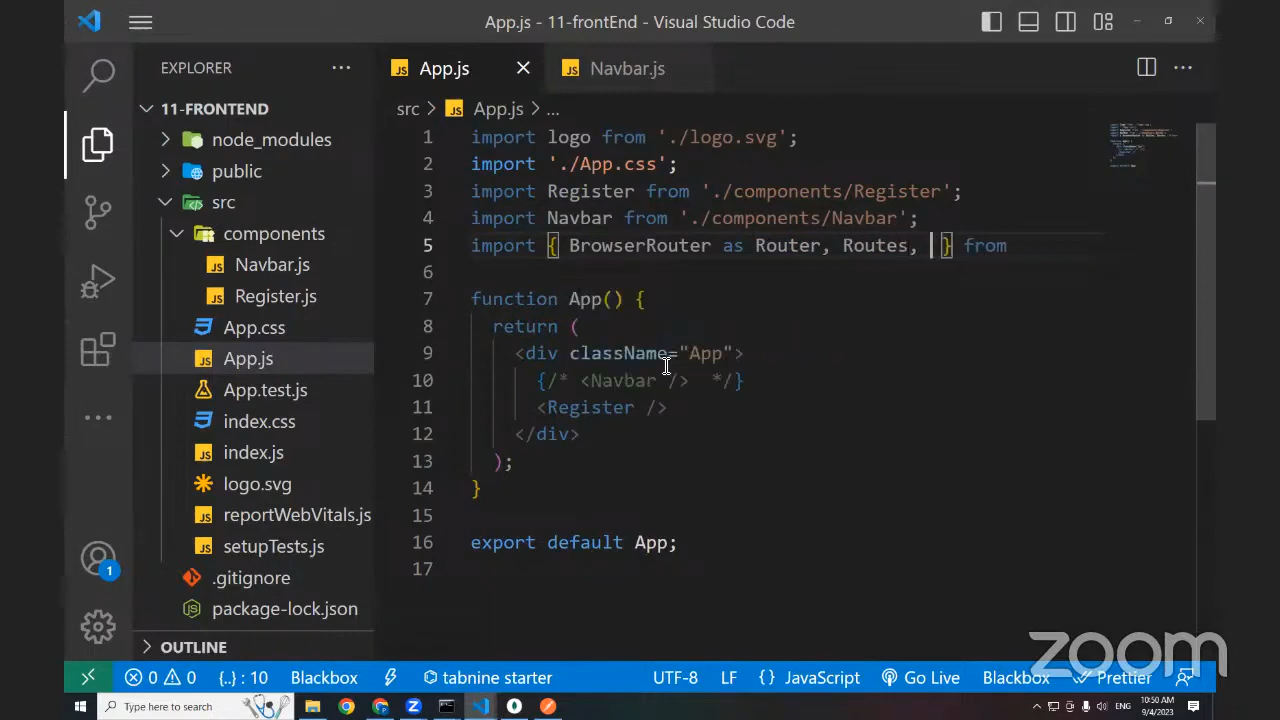 App.js - 11-frontEnd - Visual Studio Code
EXPLORER
11-FRONTEND
node_modules
public
src
components
Navbar.js
Register.js
App.css
App.js
App.test.js
index.css
index.js
logo.svg
reportWebVitals.js
setupTests.js
.gitignore
package-lock.json
OUTLINE
JS App.js
JS Navbar.js
src > JS App.js > ...
1 import logo from './logo.svg';
2 import './App.css';
3 import Register from './components/Register';
4 import Navbar from './components/Navbar';
5 import { BrowserRouter as Router, Routes, } from
6
7 function App() {
8 return (
9 <div className="App">
10 {/* <Navbar /> */}
11 <Register />
12 </div>
13 );
14 }
15
16 export default App;
17
1
zoom
0 0 {..} : 10 Blackbox tabnine starter UTF-8 LF {} JavaScript Go Live Blackbox Prettier
Type here to search
10:50 AM
9/4/2023